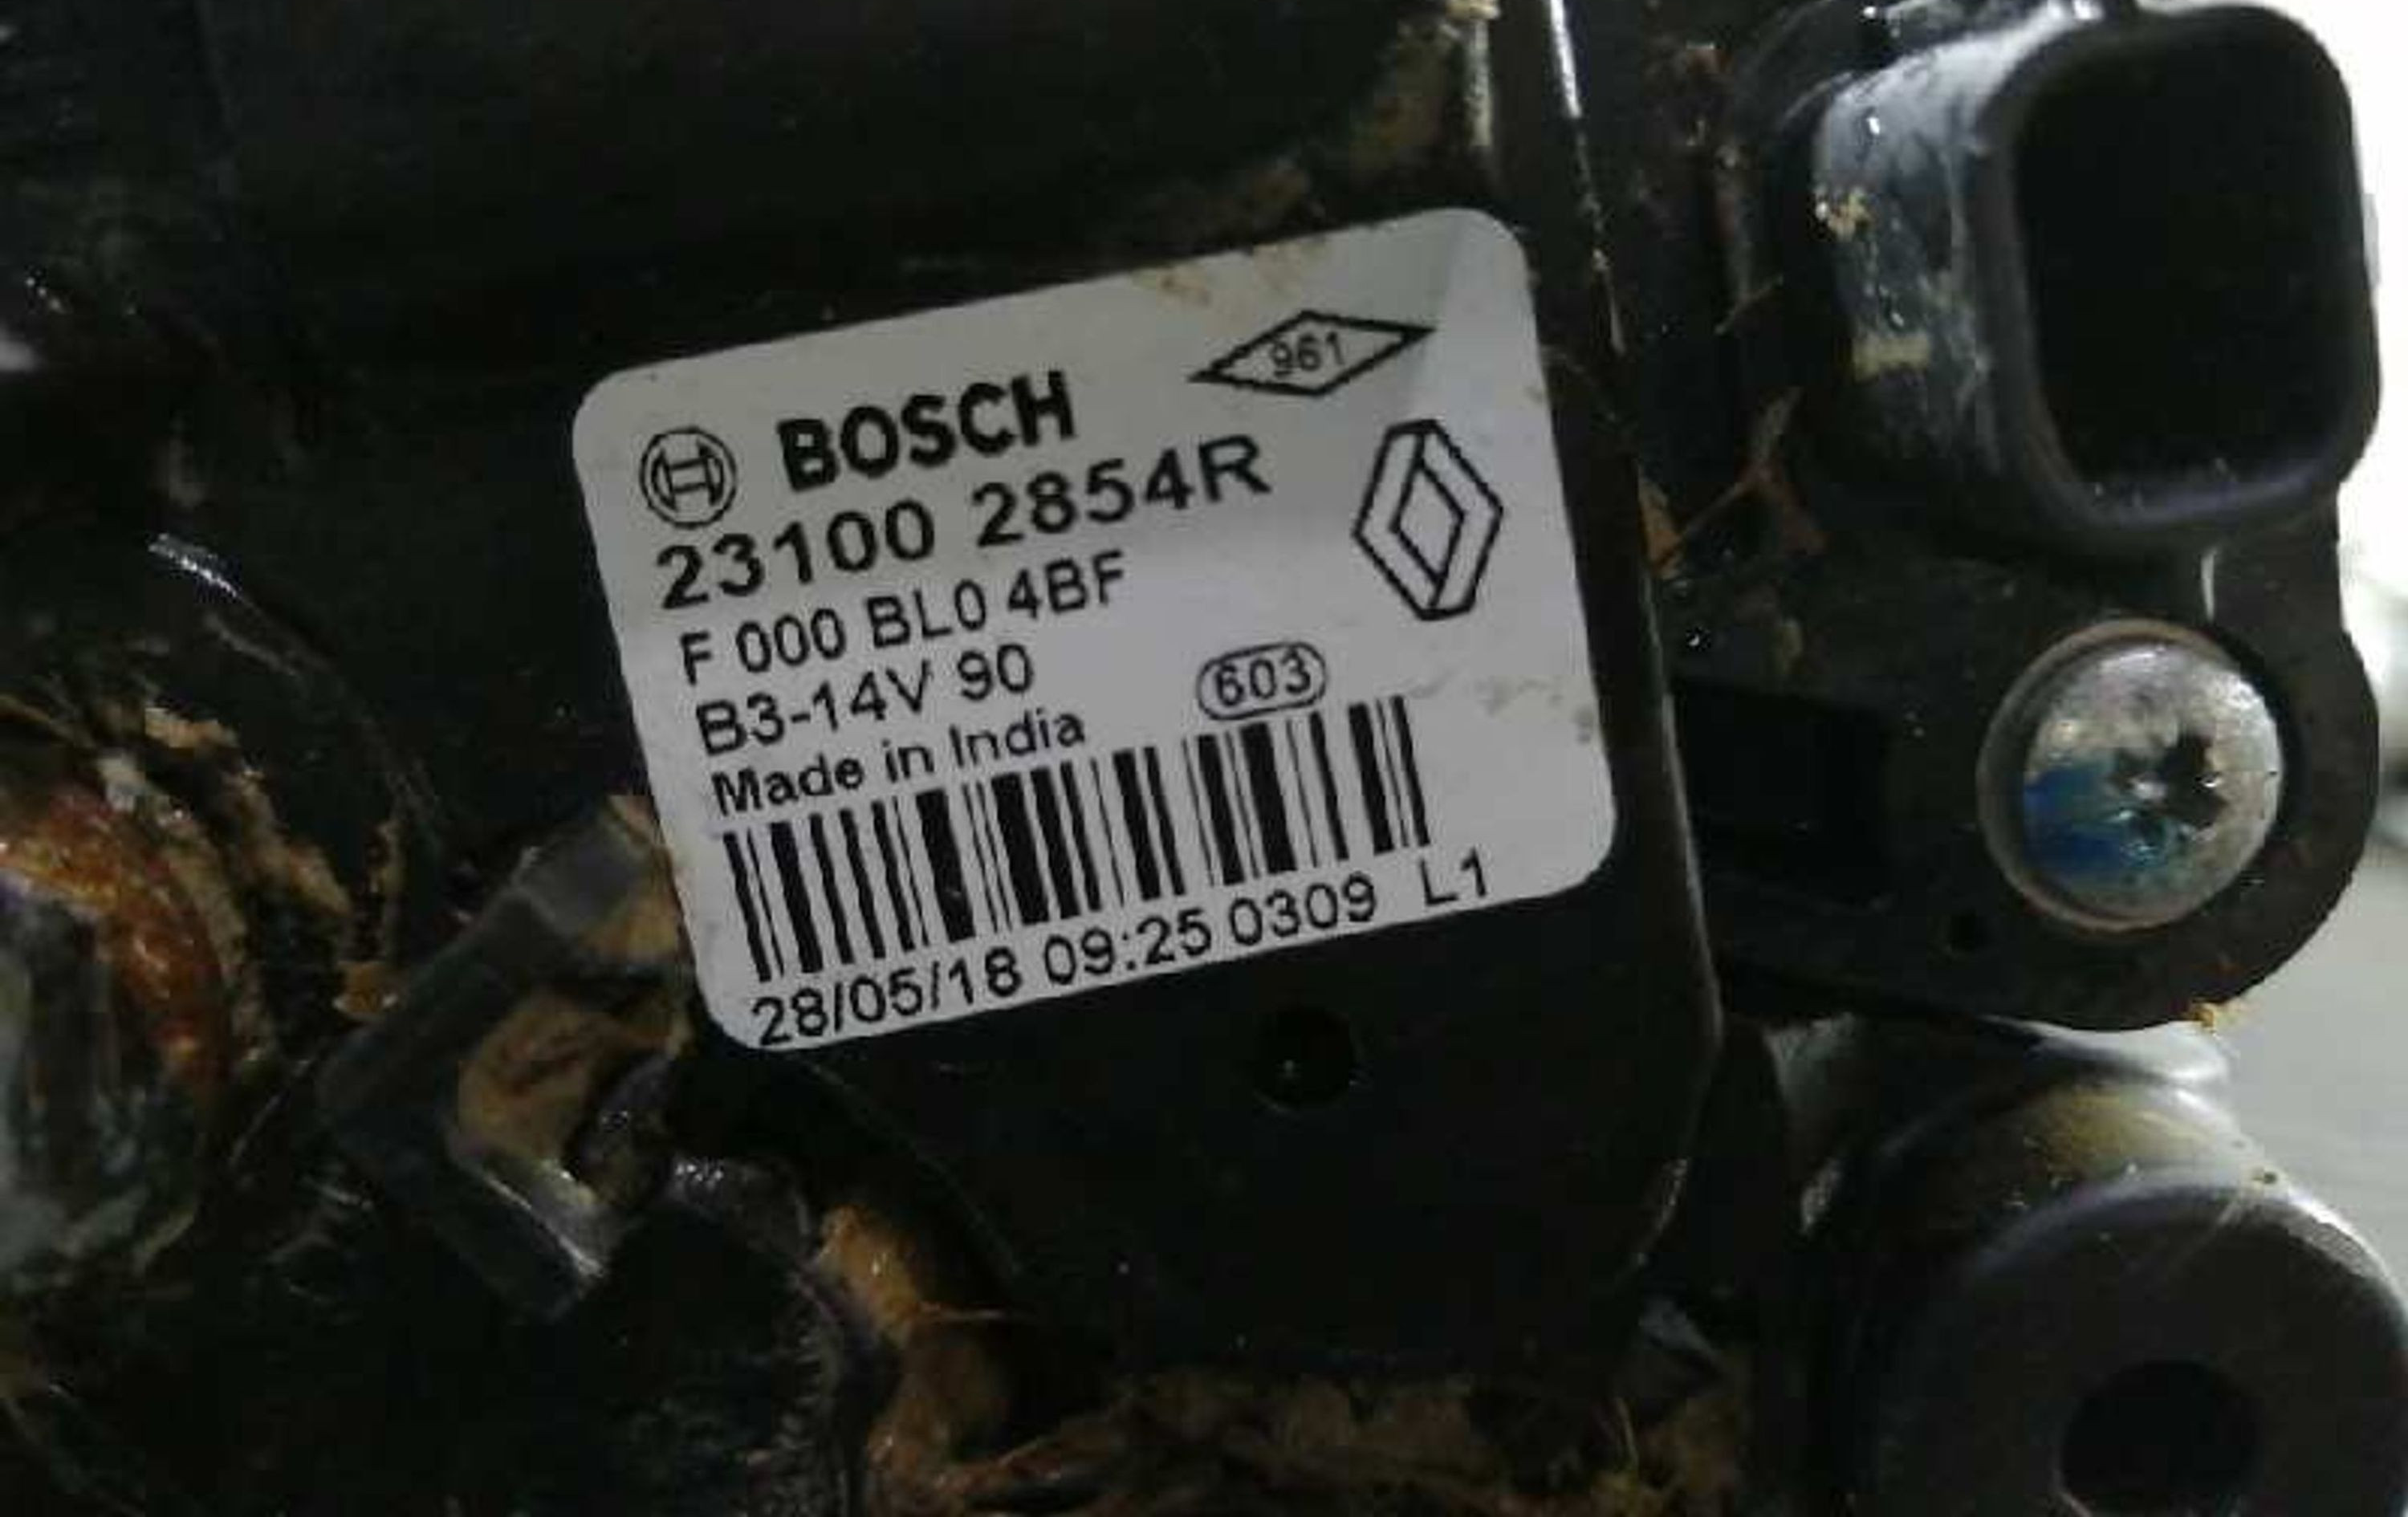 961
BOSCH
23100 2854R
F 000 BL0 4BF
B3-14V 90
603
Made in India
28/05/18 09:25 0309 L1